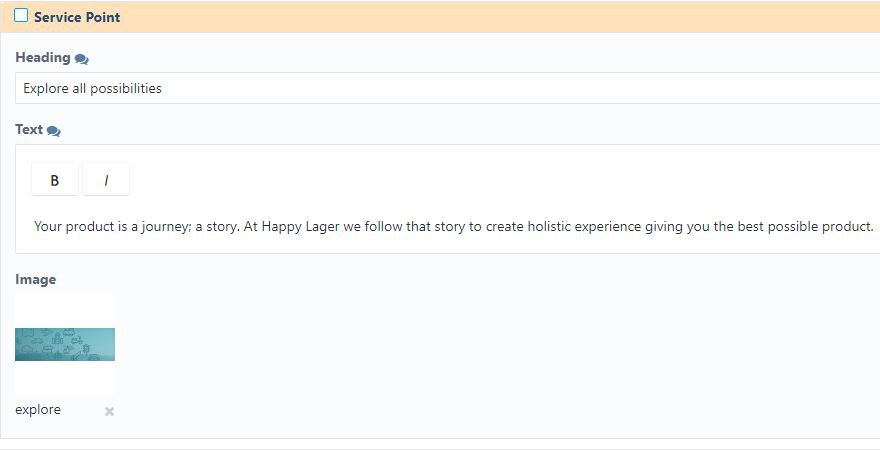 Service Point
Heading
Explore all possibilities
Text
B I
Your product is a journey; a story. At Happy Lager we follow that story to create holistic experience giving you the best possible product.
Image
explore